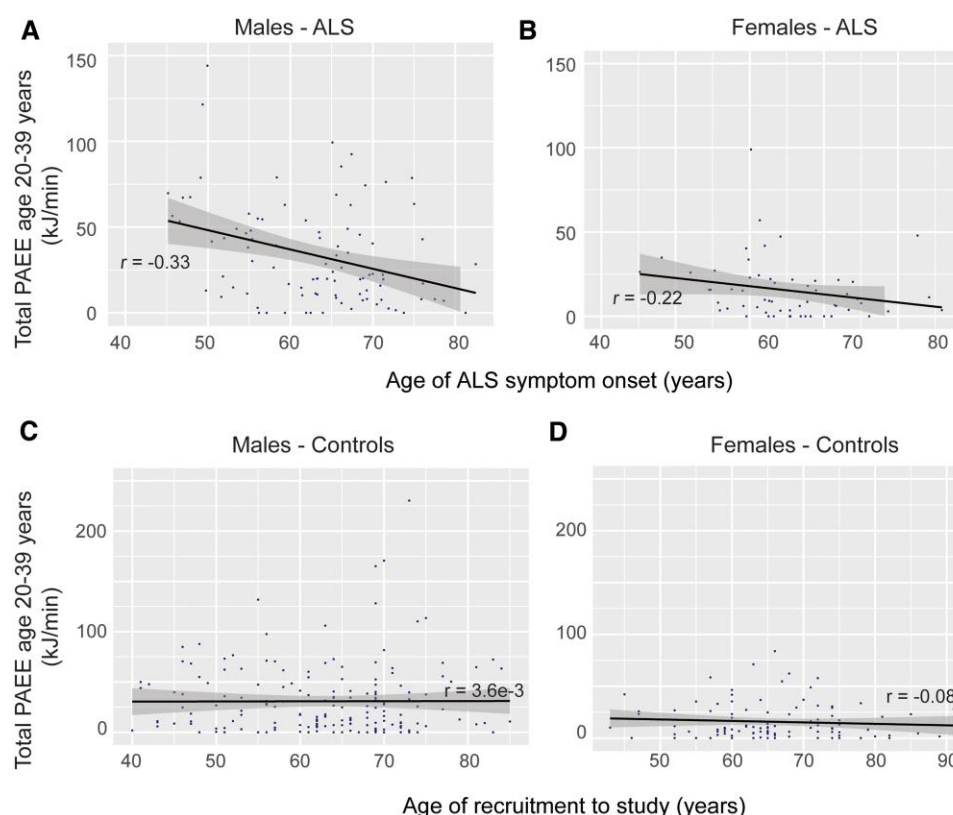 A
Males - ALS
B
Females - ALS
Total PAEE age 20-39 years
(kJ/min)
150
100
50
0
r = -0.33
40
50
60
70
80
150
100
50
0
r = -0.22
40
50
60
70
80
Age of ALS symptom onset (years)
C
Males - Controls
D
Females - Controls
Total PAEE age 20-39 years
(kJ/min)
200
100
0
r = 3.6e-3
40
50
60
70
80
200
100
0
r = -0.08
50
60
70
80
90
Age of recruitment to study (years)